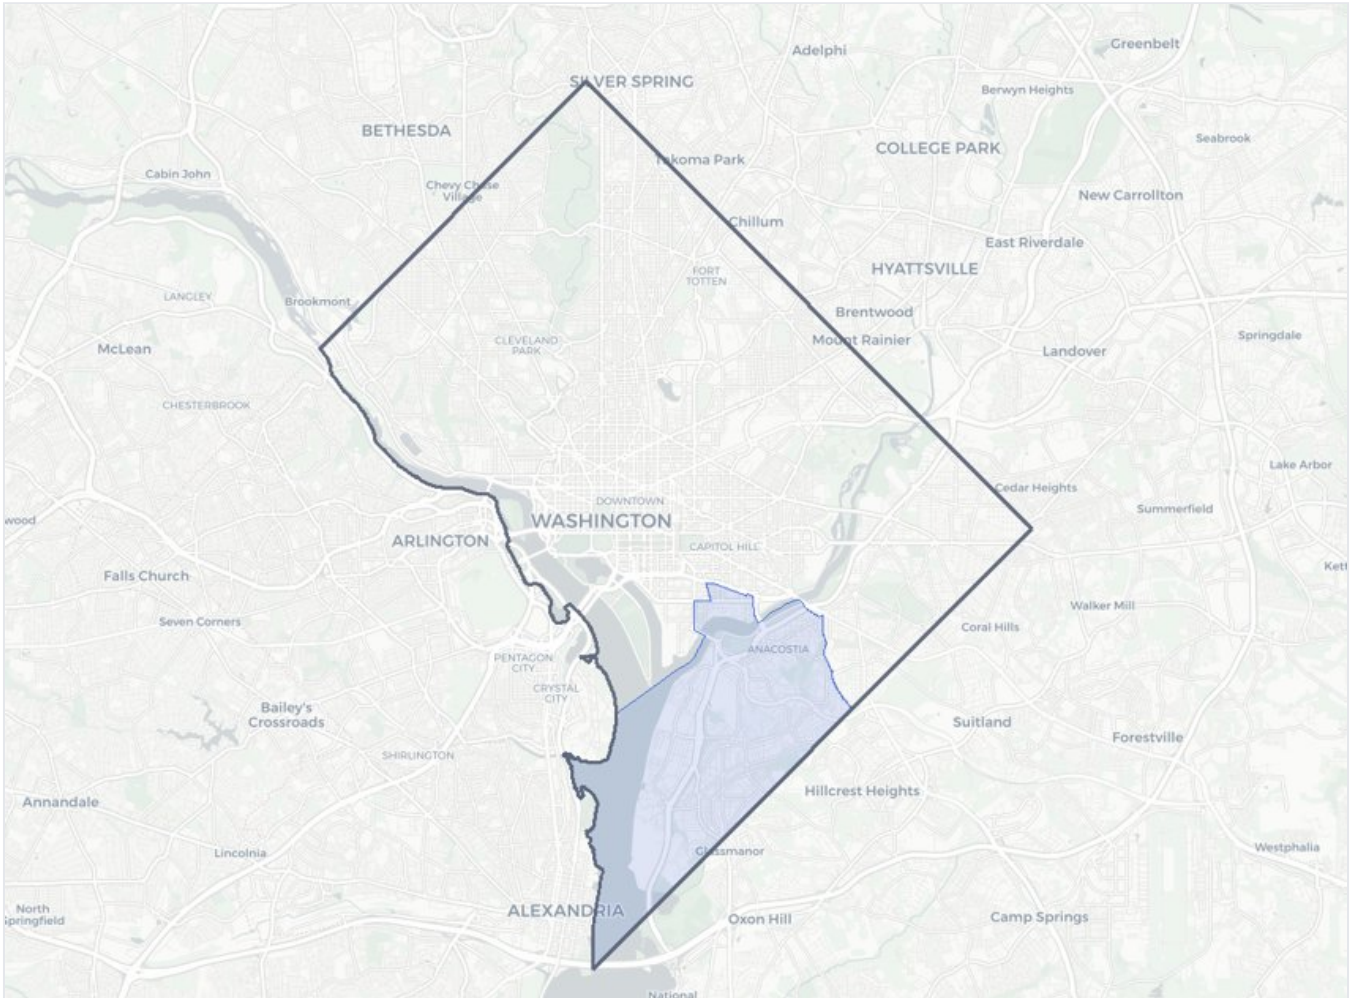 Adelphi
Greenbelt
SILVER SPRING
Berwyn Heights
BETHESDA
Seabrook
COLLEGE PARK
Takoma Park
Cabin John
Chevy Chase
Village
New Carrollton
Chillum
East Riverdale
HYATTSVILLE
FORT
TOTTEN
LANGLEY
Brookmont
Brentwood
Springdale
CLEVELAND
PARK
Mount Rainier
McLean
Landover
CHESTERBROOK
Lake Arbor
Cedar Heights
DOWNTOWN
Summerfield
wood
WASHINGTON
ARLINGTON
CAPITOL HILL
Kett
Falls Church
Walker Mill
Seven Corners
Coral Hills
ANACOSTIA
PENTAGON
CITY
CRYSTAL
CITY
Bailey's
Crossroads
Suitland
Forestville
SHIRLINGTON
Hillcrest Heights
Annandale
Westphalia
Glassmanor
Lincolnia
North
Springfield
ALEXANDRIA
Oxon Hill
Camp Springs
National